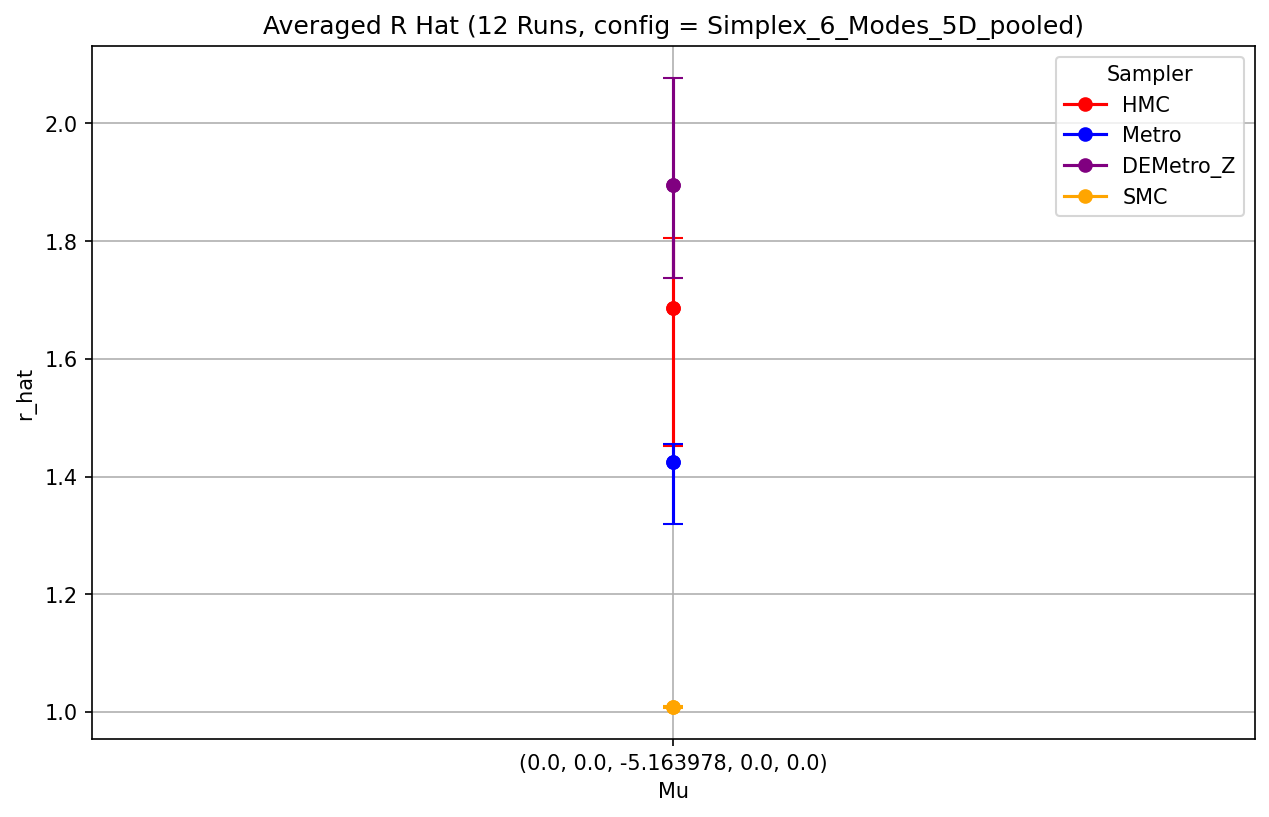 Averaged R Hat (12 Runs, config = Simplex_6_Modes_5D_pooled)
Sampler
HMC
Metro
DEMetro_Z
SMC
2.0
1.8
1.6
1.4
1.2
1.0
r_hat
(0.0, 0.0, -5.163978, 0.0, 0.0)
Mu